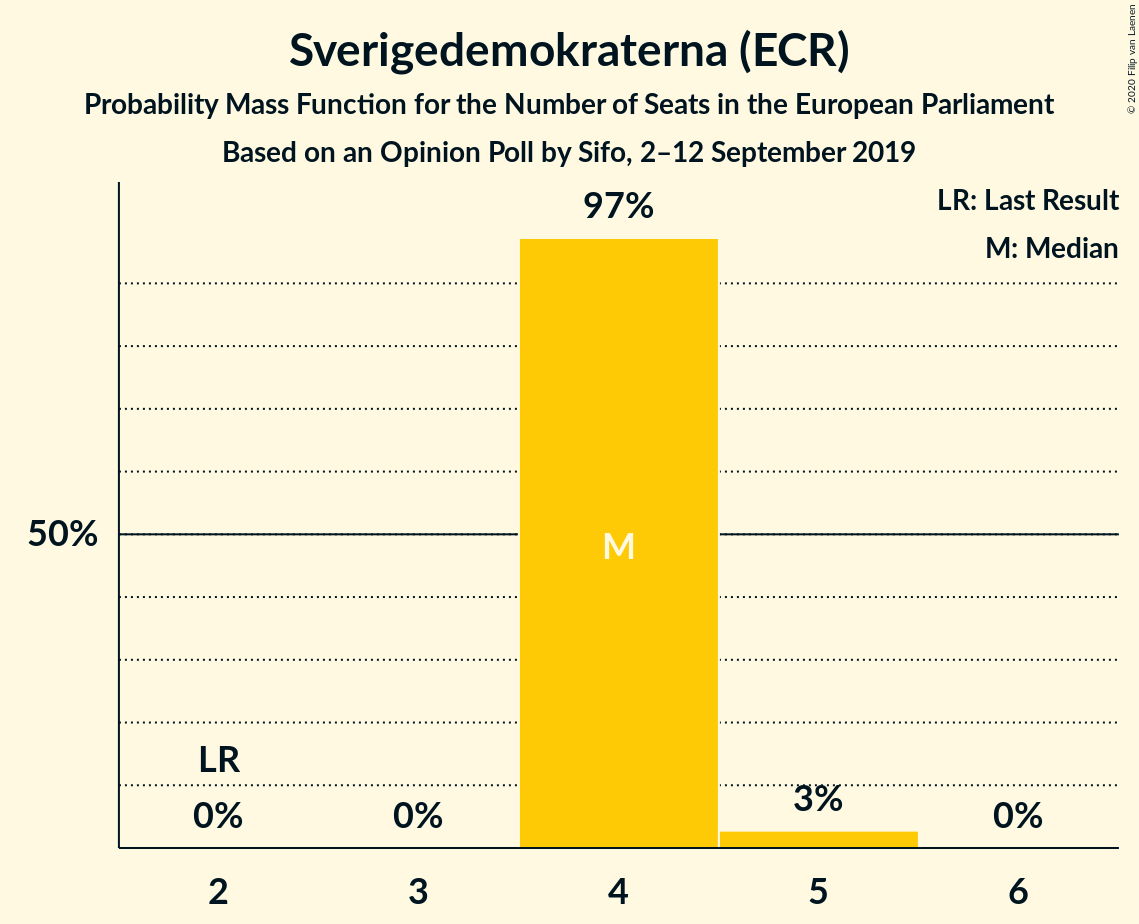 Sverigedemokraterna (ECR)
Probability Mass Function for the Number of Seats in the European Parliament
Based on an Opinion Poll by Sifo, 2–12 September 2019
© 2020 Filip van Laenen
LR: Last Result
M: Median
97%
50%
M
LR
0%
0%
3%
0%
2
3
4
5
6